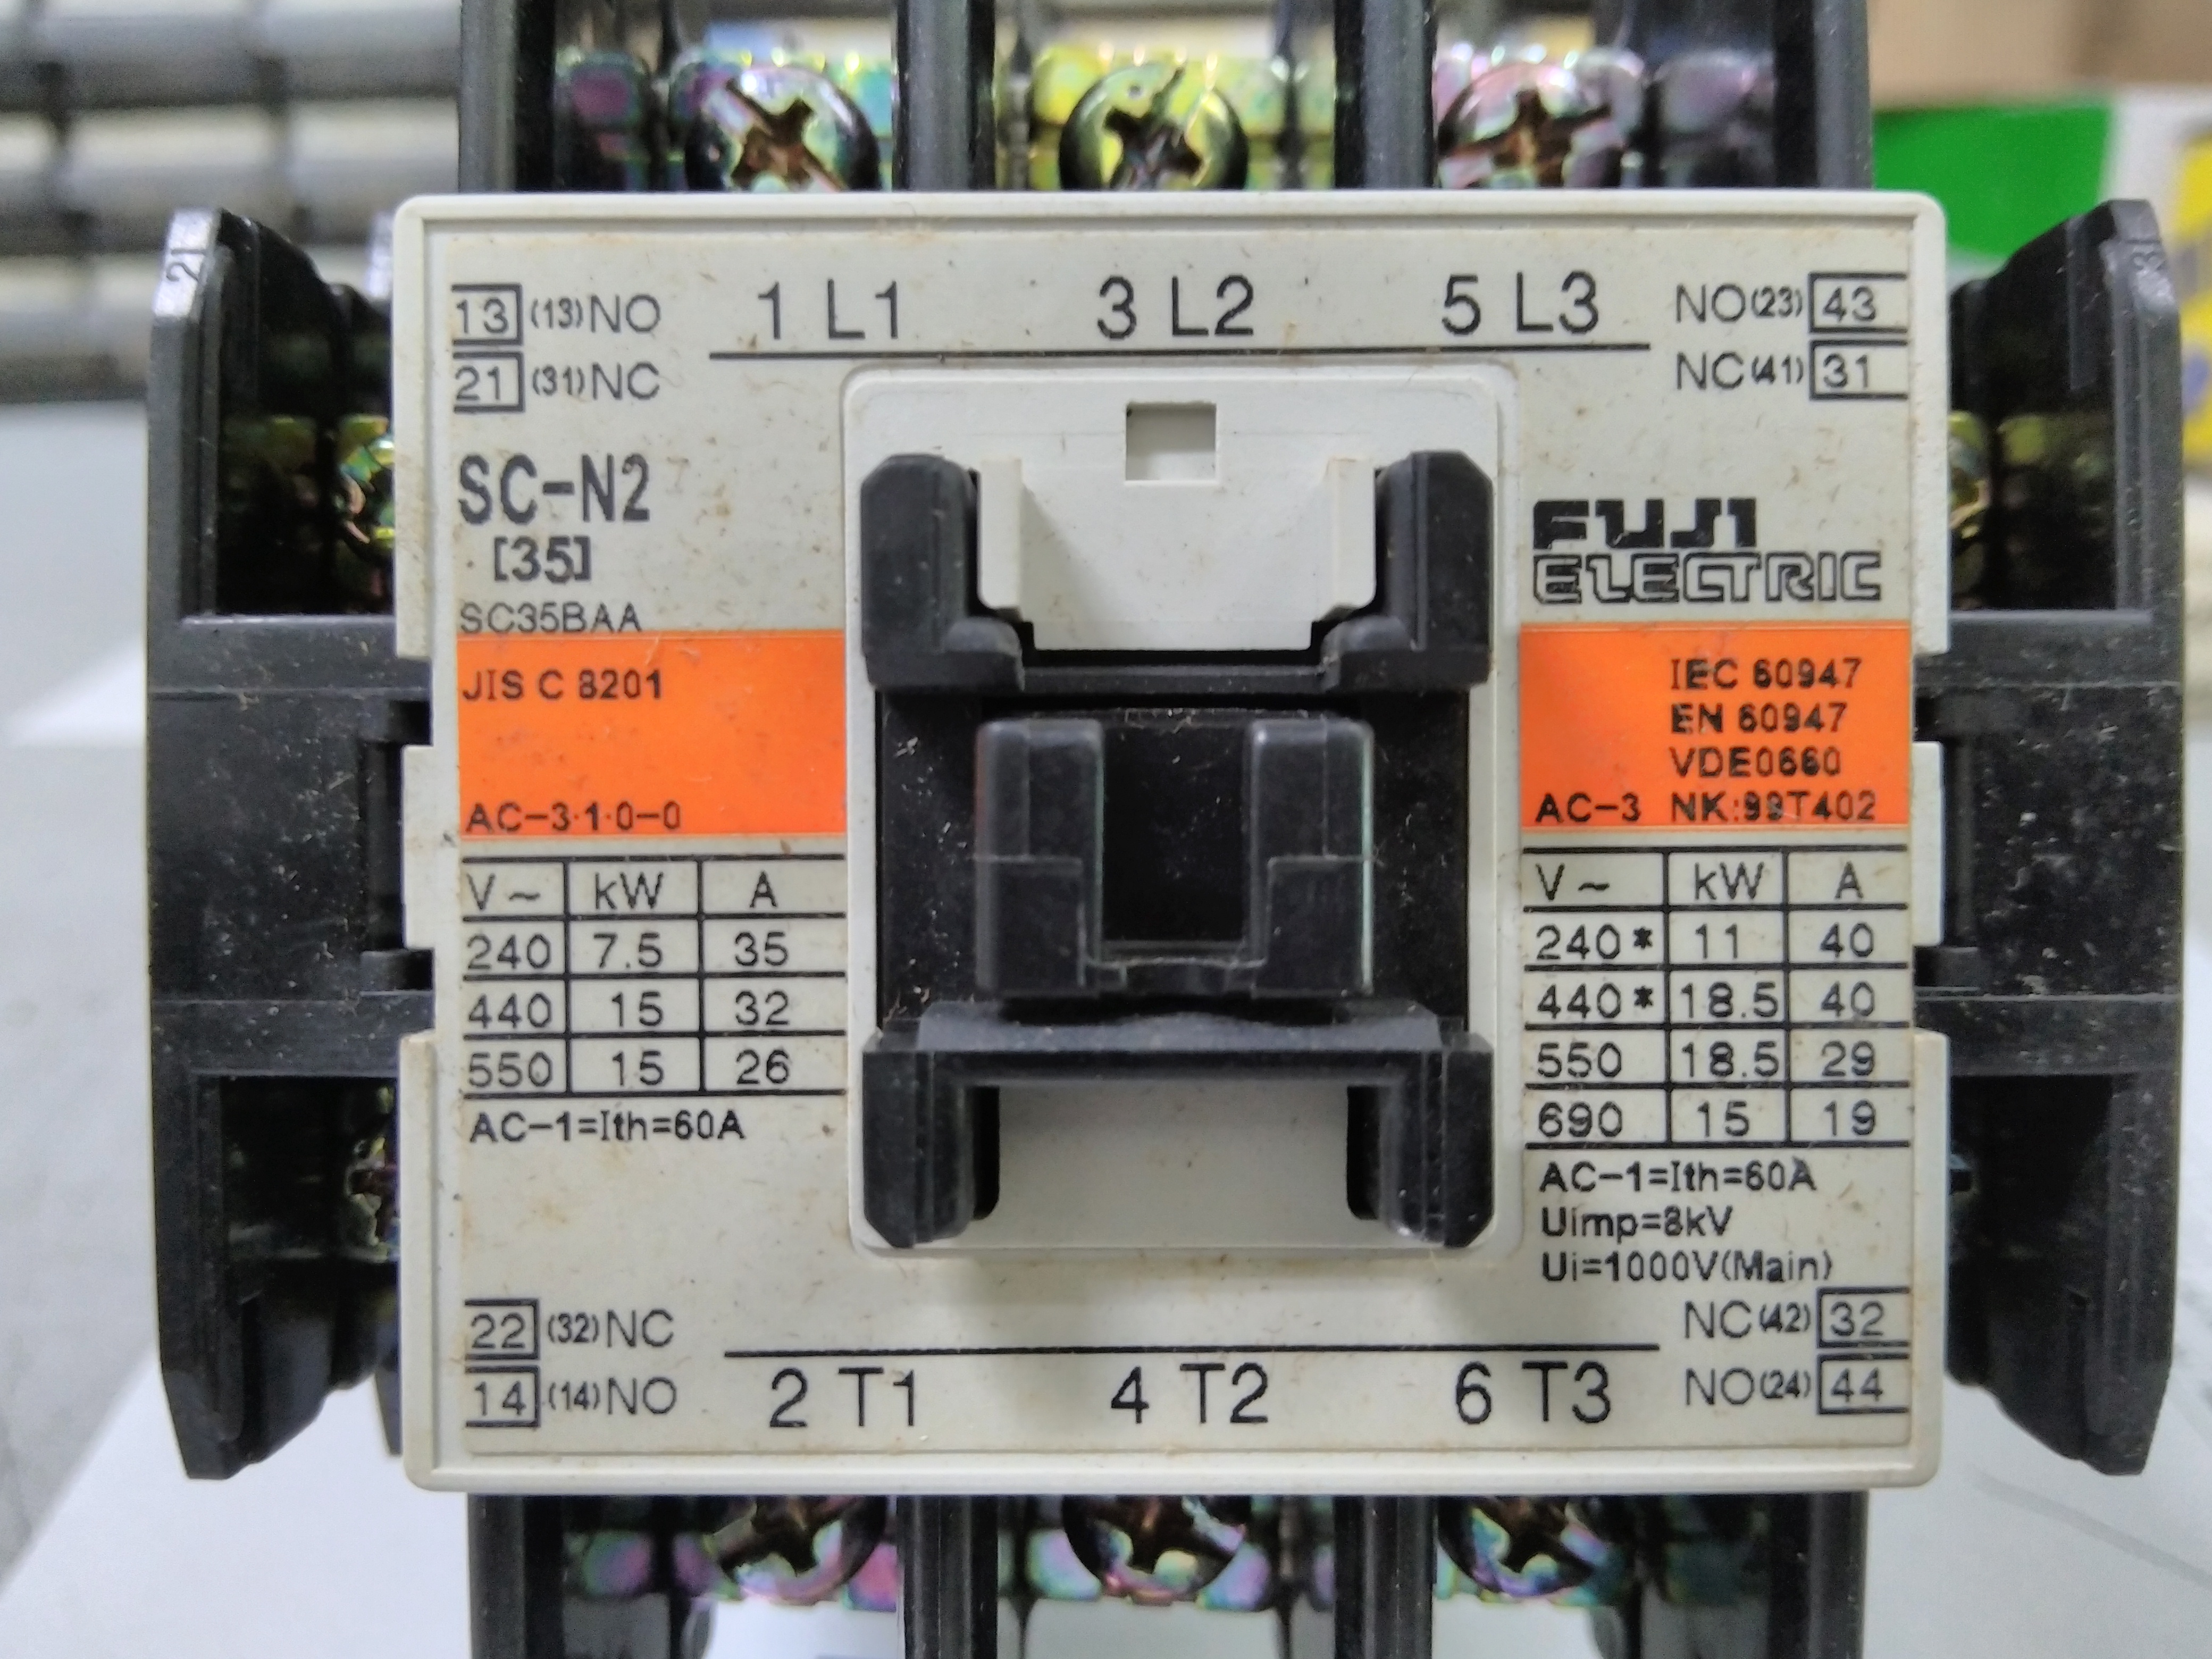 13 (13)NO 1 L1 3 L2 5 L3 NO(23) 43
21 (31)NC NC(41) 31
SC-N2
[35]
SC35BAA
FUJI
ELECTRIC
JIS C 8201
AC-3·1·0-0
IEC 60947
EN 60947
VDE0660
AC-3 NK:99T402
V~ kW A
240 7.5 35
440 15 32
550 15 26
AC-1=Ith=60A
V~ kW A
240* 11 40
440* 18.5 40
550 18.5 29
690 15 19
AC-1=Ith=60A
Uimp=8kV
Ui=1000V(Main)
22 (32)NC NC(42) 32
14 (14)NO 2 T1 4 T2 6 T3 NO(24) 44